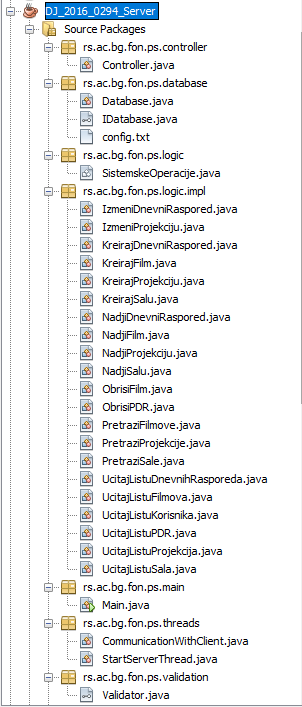 DJ_2016_0294_Server
Source Packages
rs.ac.bg.fon.ps.controller
Controller.java
rs.ac.bg.fon.ps.database
Database.java
IDatabase.java
config.txt
rs.ac.bg.fon.ps.logic
SistemskeOperacije.java
rs.ac.bg.fon.ps.logic.impl
IzmeniDnevniRaspored.java
IzmeniProjekciju.java
KreirajDnevniRaspored.java
KreirajFilm.java
KreirajProjekciju.java
KreirajSalu.java
NadjiDnevniRaspored.java
NadjiFilm.java
NadjiProjekciju.java
NadjiSalu.java
ObrisiFilm.java
ObrisiPDR.java
PretraziFilmove.java
PretraziProjekcije.java
PretraziSale.java
UcitajListuDnevnihRasporeda.java
UcitajListuFilmova.java
UcitajListuKorisnika.java
UcitajListuPDR.java
UcitajListuProjekcija.java
UcitajListuSala.java
rs.ac.bg.fon.ps.main
Main.java
rs.ac.bg.fon.ps.threads
CommunicationWithClient.java
StartServerThread.java
rs.ac.bg.fon.ps.validation
Validator.java